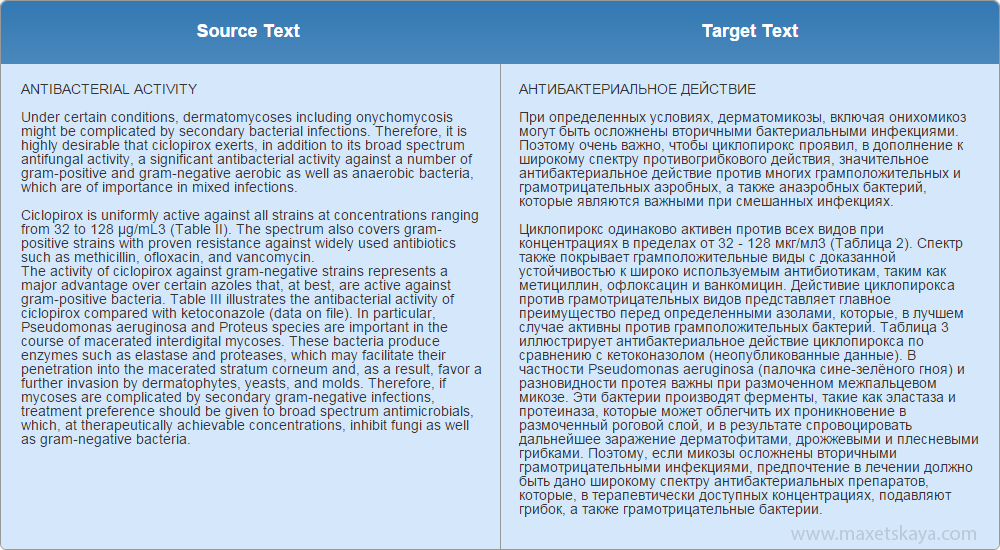 Source Text
Target Text
ANTIBACTERIAL ACTIVITY
Under certain conditions, dermatomycoses including onychomycosis
might be complicated by secondary bacterial infections. Therefore, it is
highly desirable that ciclopirox exerts, in addition to its broad spectrum
antifungal activity, a significant antibacterial activity against a number of
gram-positive and gram-negative aerobic as well as anaerobic bacteria,
which are of importance in mixed infections.
Ciclopirox is uniformly active against all strains at concentrations ranging
from 32 to 128 µg/mL3 (Table II). The spectrum also covers gram-
positive strains with proven resistance against widely used antibiotics
such as methicillin, ofloxacin, and vancomycin.
The activity of ciclopirox against gram-negative strains represents a
major advantage over certain azoles that, at best, are active against
gram-positive bacteria. Table III illustrates the antibacterial activity of
ciclopirox compared with ketoconazole (data on file). In particular,
Pseudomonas aeruginosa and Proteus species are important in the
course of macerated interdigital mycoses. These bacteria produce
enzymes such as elastase and proteases, which may facilitate their
penetration into the macerated stratum corneum and, as a result, favor a
further invasion by dermatophytes, yeasts, and molds. Therefore, if
mycoses are complicated by secondary gram-negative infections,
treatment preference should be given to broad spectrum antimicrobials,
which, at therapeutically achievable concentrations, inhibit fungi as well
as gram-negative bacteria.
АНТИБАКТЕРИАЛЬНОЕ ДЕЙСТВИЕ
При определенных условиях, дерматомикозы, включая онихомикоз
могут быть осложнены вторичными бактериальными инфекциями.
Поэтому очень важно, чтобы циклопирокс проявил, в дополнение к
широкому спектру противогрибкового действия, значительное
антибактериальное действие против многих грамположительных и
грамотрицательных аэробных, а также анаэробных бактерий,
которые являются важными при смешанных инфекциях.
Циклопирокс одинаково активен против всех видов при
концентрациях в пределах от 32 - 128 мкг/мл3 (Таблица 2). Спектр
также покрывает грамположительные виды с доказанной
устойчивостью к широко используемым антибиотикам, таким как
метициллин, офлоксацин и ванкомицин. Действие циклопирокса
против грамотрицательных видов представляет главное
преимущество перед определенными азолами, которые, в лучшем
случае активны против грамположительных бактерий. Таблица 3
иллюстрирует антибактериальное действие циклопирокса по
сравнению с кетоконазолом (неопубликованные данные). В
частности Pseudomonas aeruginosa (палочка сине-зелёного гноя) и
разновидности протея важны при размоченном межпальцевом
микозе. Эти бактерии производят ферменты, такие как эластаза и
протеиназа, которые может облегчить их проникновение в
размоченный роговой слой, и в результате спровоцировать
дальнейшее заражение дерматофитами, дрожжевыми и плесневыми
грибками. Поэтому, если микозы осложнены вторичными
грамотрицательными инфекциями, предпочтение в лечении должно
быть дано широкому спектру антибактериальных препаратов,
которые, в терапевтически доступных концентрациях, подавляют
грибок, а также грамотрицательные бактерии.
www.maxetskaya.com